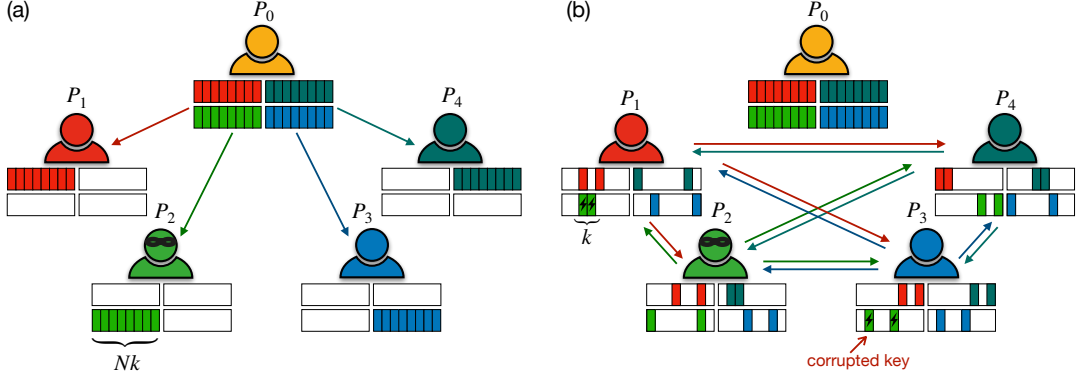 (a)
P₀
P₁
P₄
P₂
P₃
Nk
(b)
P₀
P₁
P₄
k
P₂
P₃
corrupted key